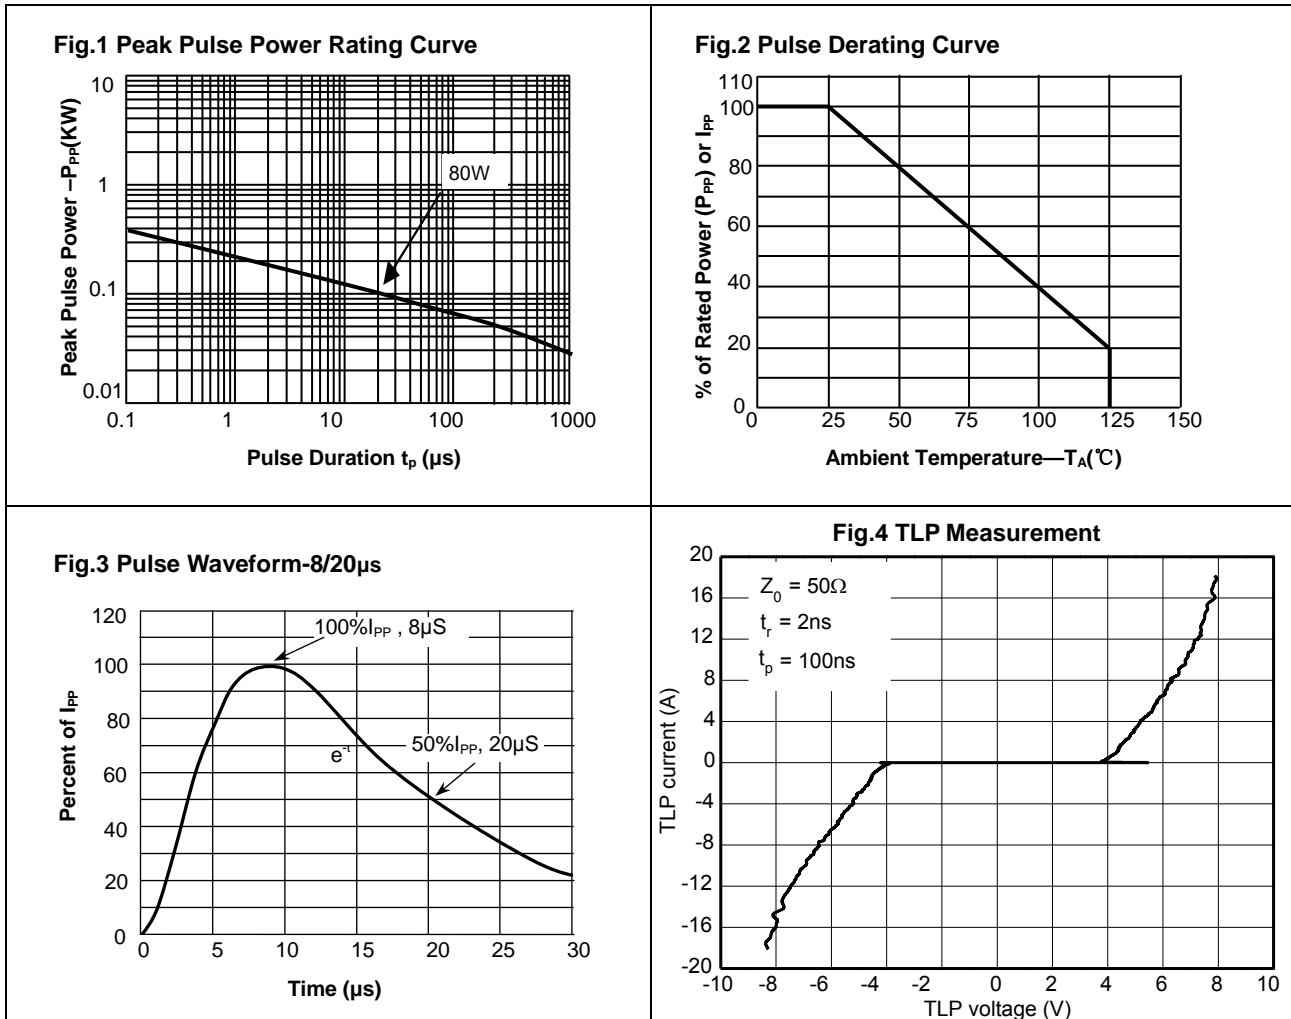 Fig.1 Peak Pulse Power Rating Curve
Peak Pulse Power –PPP(KW)
10
1
0.1
0.01
80W
0.1 1 10 100 1000
Pulse Duration tp (µs)
Fig.2 Pulse Derating Curve
% of Rated Power (PPP) or IPP
110
100
80
60
40
20
0
0 25 50 75 100 125 150
Ambient Temperature—TA(℃)
Fig.3 Pulse Waveform-8/20µs
Percent of IPP
120
100
80
60
40
20
0
100%IPP , 8µS
e-t
50%IPP, 20µS
0 5 10 15 20 25 30
Time (µs)
Fig.4 TLP Measurement
TLP current (A)
20
16
12
8
4
0
-4
-8
-12
-16
-20
Z0 = 50Ω
tr = 2ns
tp = 100ns
-10 -8 -6 -4 -2 0 2 4 6 8 10
TLP voltage (V)